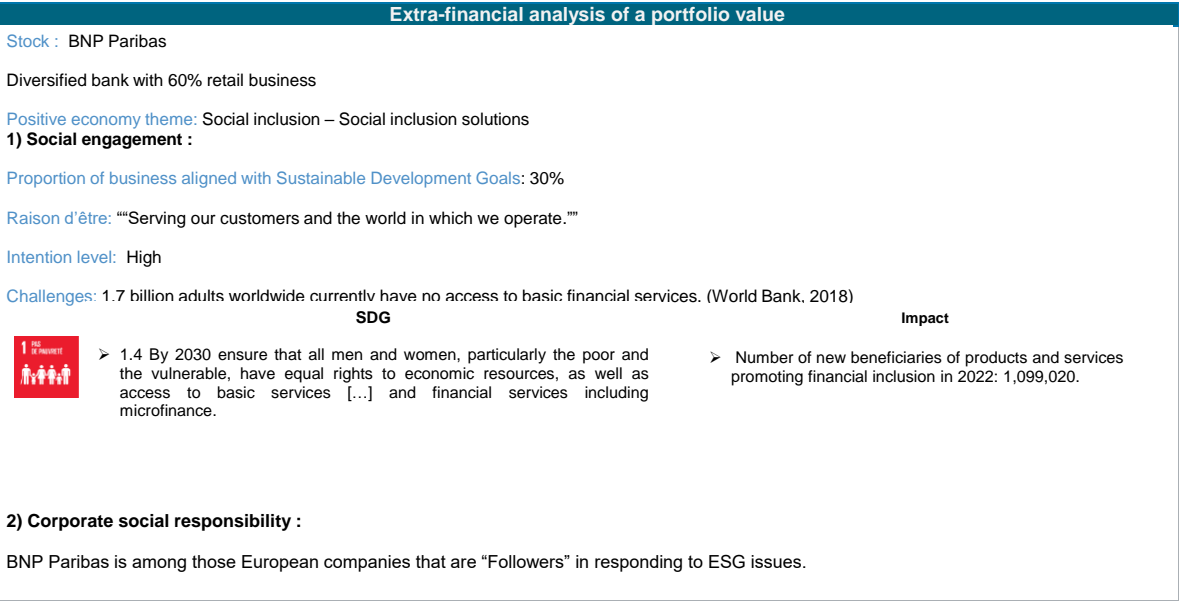 Extra-financial analysis of a portfolio value
Stock : BNP Paribas
Diversified bank with 60% retail business
Positive economy theme: Social inclusion – Social inclusion solutions
1) Social engagement :
Proportion of business aligned with Sustainable Development Goals: 30%
Raison d’être: ““Serving our customers and the world in which we operate.””
Intention level: High
Challenges: 1.7 billion adults worldwide currently have no access to basic financial services. (World Bank, 2018)
SDG
1 PAS
DE PAUVRETÉ
➢ 1.4 By 2030 ensure that all men and women, particularly the poor and
the vulnerable, have equal rights to economic resources, as well as
access to basic services […] and financial services including
microfinance.
Impact
➢ Number of new beneficiaries of products and services
promoting financial inclusion in 2022: 1,099,020.
2) Corporate social responsibility :
BNP Paribas is among those European companies that are “Followers” in responding to ESG issues.